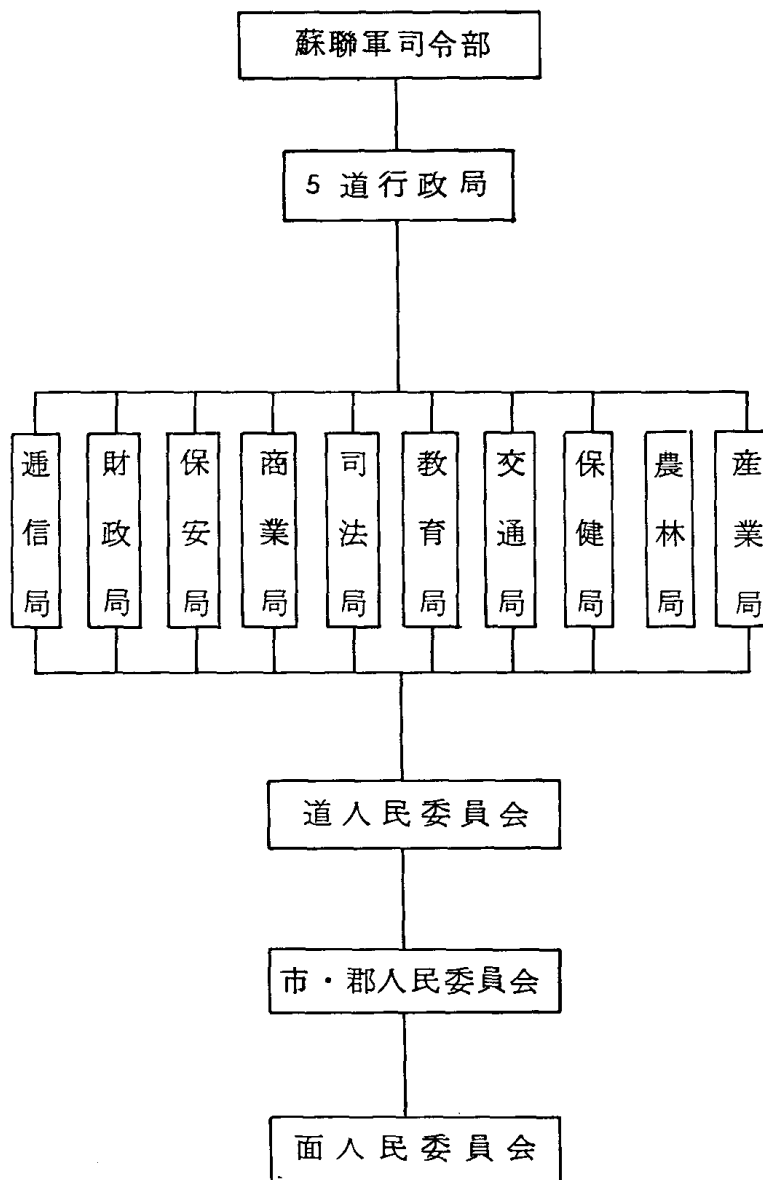 蘇聯軍司令部
5道行政局
逓信局
財政局
保安局
商業局
司法局
教育局
交通局
保健局
農林局
産業局
道人民委員会
市・郡人民委員会
面人民委員会